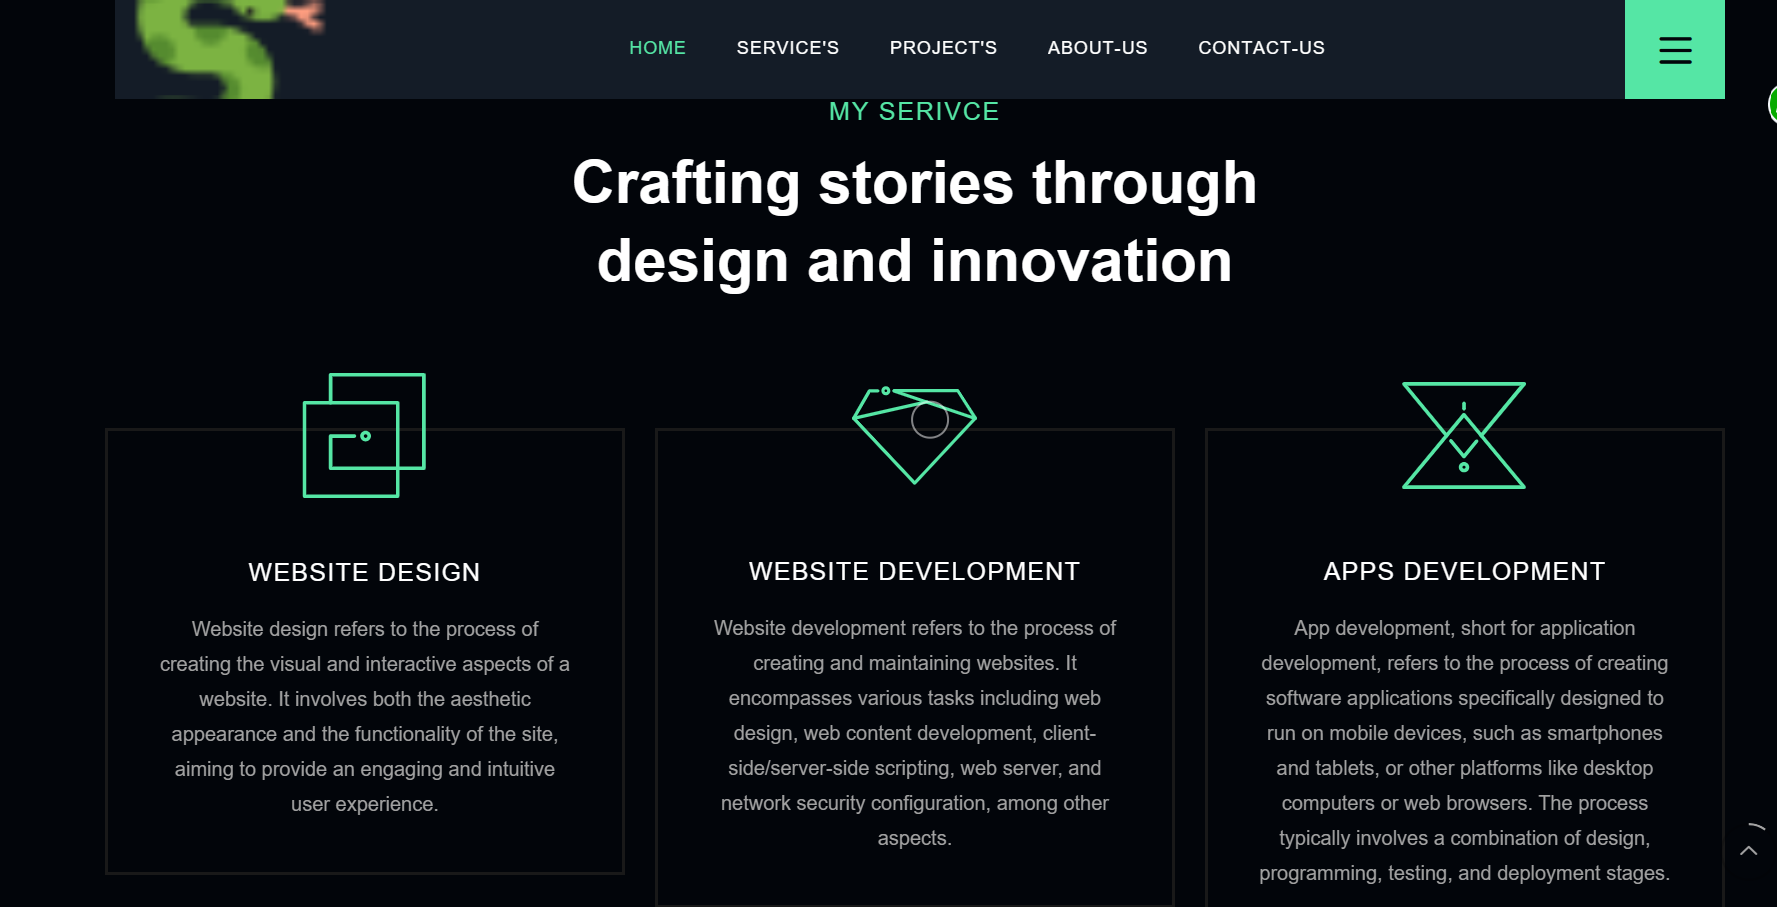 HOME SERVICE'S PROJECT'S ABOUT-US CONTACT-US
MY SERIVCE
Crafting stories through
design and innovation
WEBSITE DESIGN
Website design refers to the process of
creating the visual and interactive aspects of a
website. It involves both the aesthetic
appearance and the functionality of the site,
aiming to provide an engaging and intuitive
user experience.
WEBSITE DEVELOPMENT
Website development refers to the process of
creating and maintaining websites. It
encompasses various tasks including web
design, web content development, client-
side/server-side scripting, web server, and
network security configuration, among other
aspects.
APPS DEVELOPMENT
App development, short for application
development, refers to the process of creating
software applications specifically designed to
run on mobile devices, such as smartphones
and tablets, or other platforms like desktop
computers or web browsers. The process
typically involves a combination of design,
programming, testing, and deployment stages.